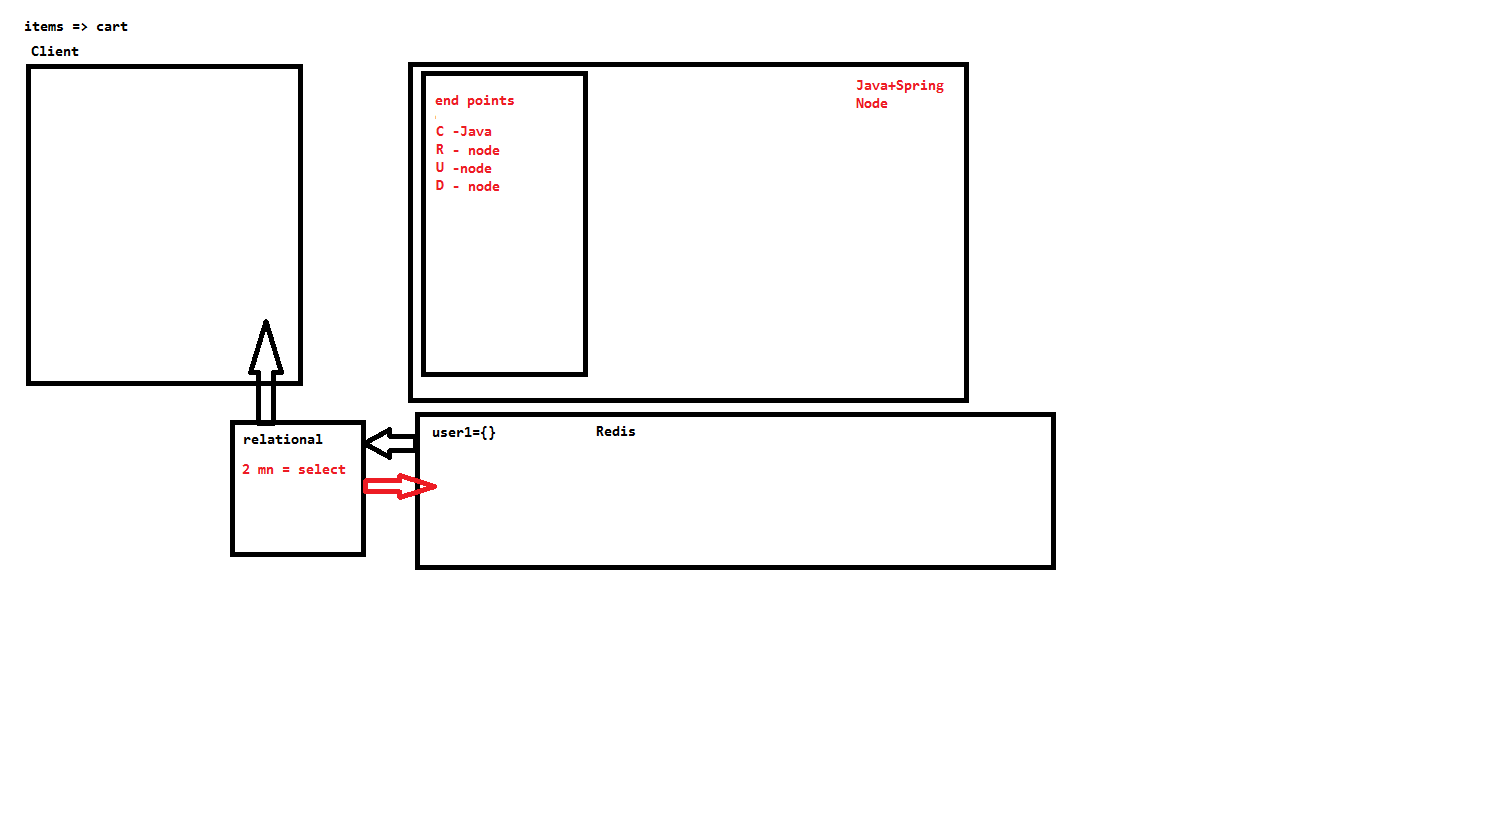 items => cart
Client
end points
C -Java
R - node
U -node
D - node
Java+Spring
Node
relational
2 mn = select
user1={}
Redis